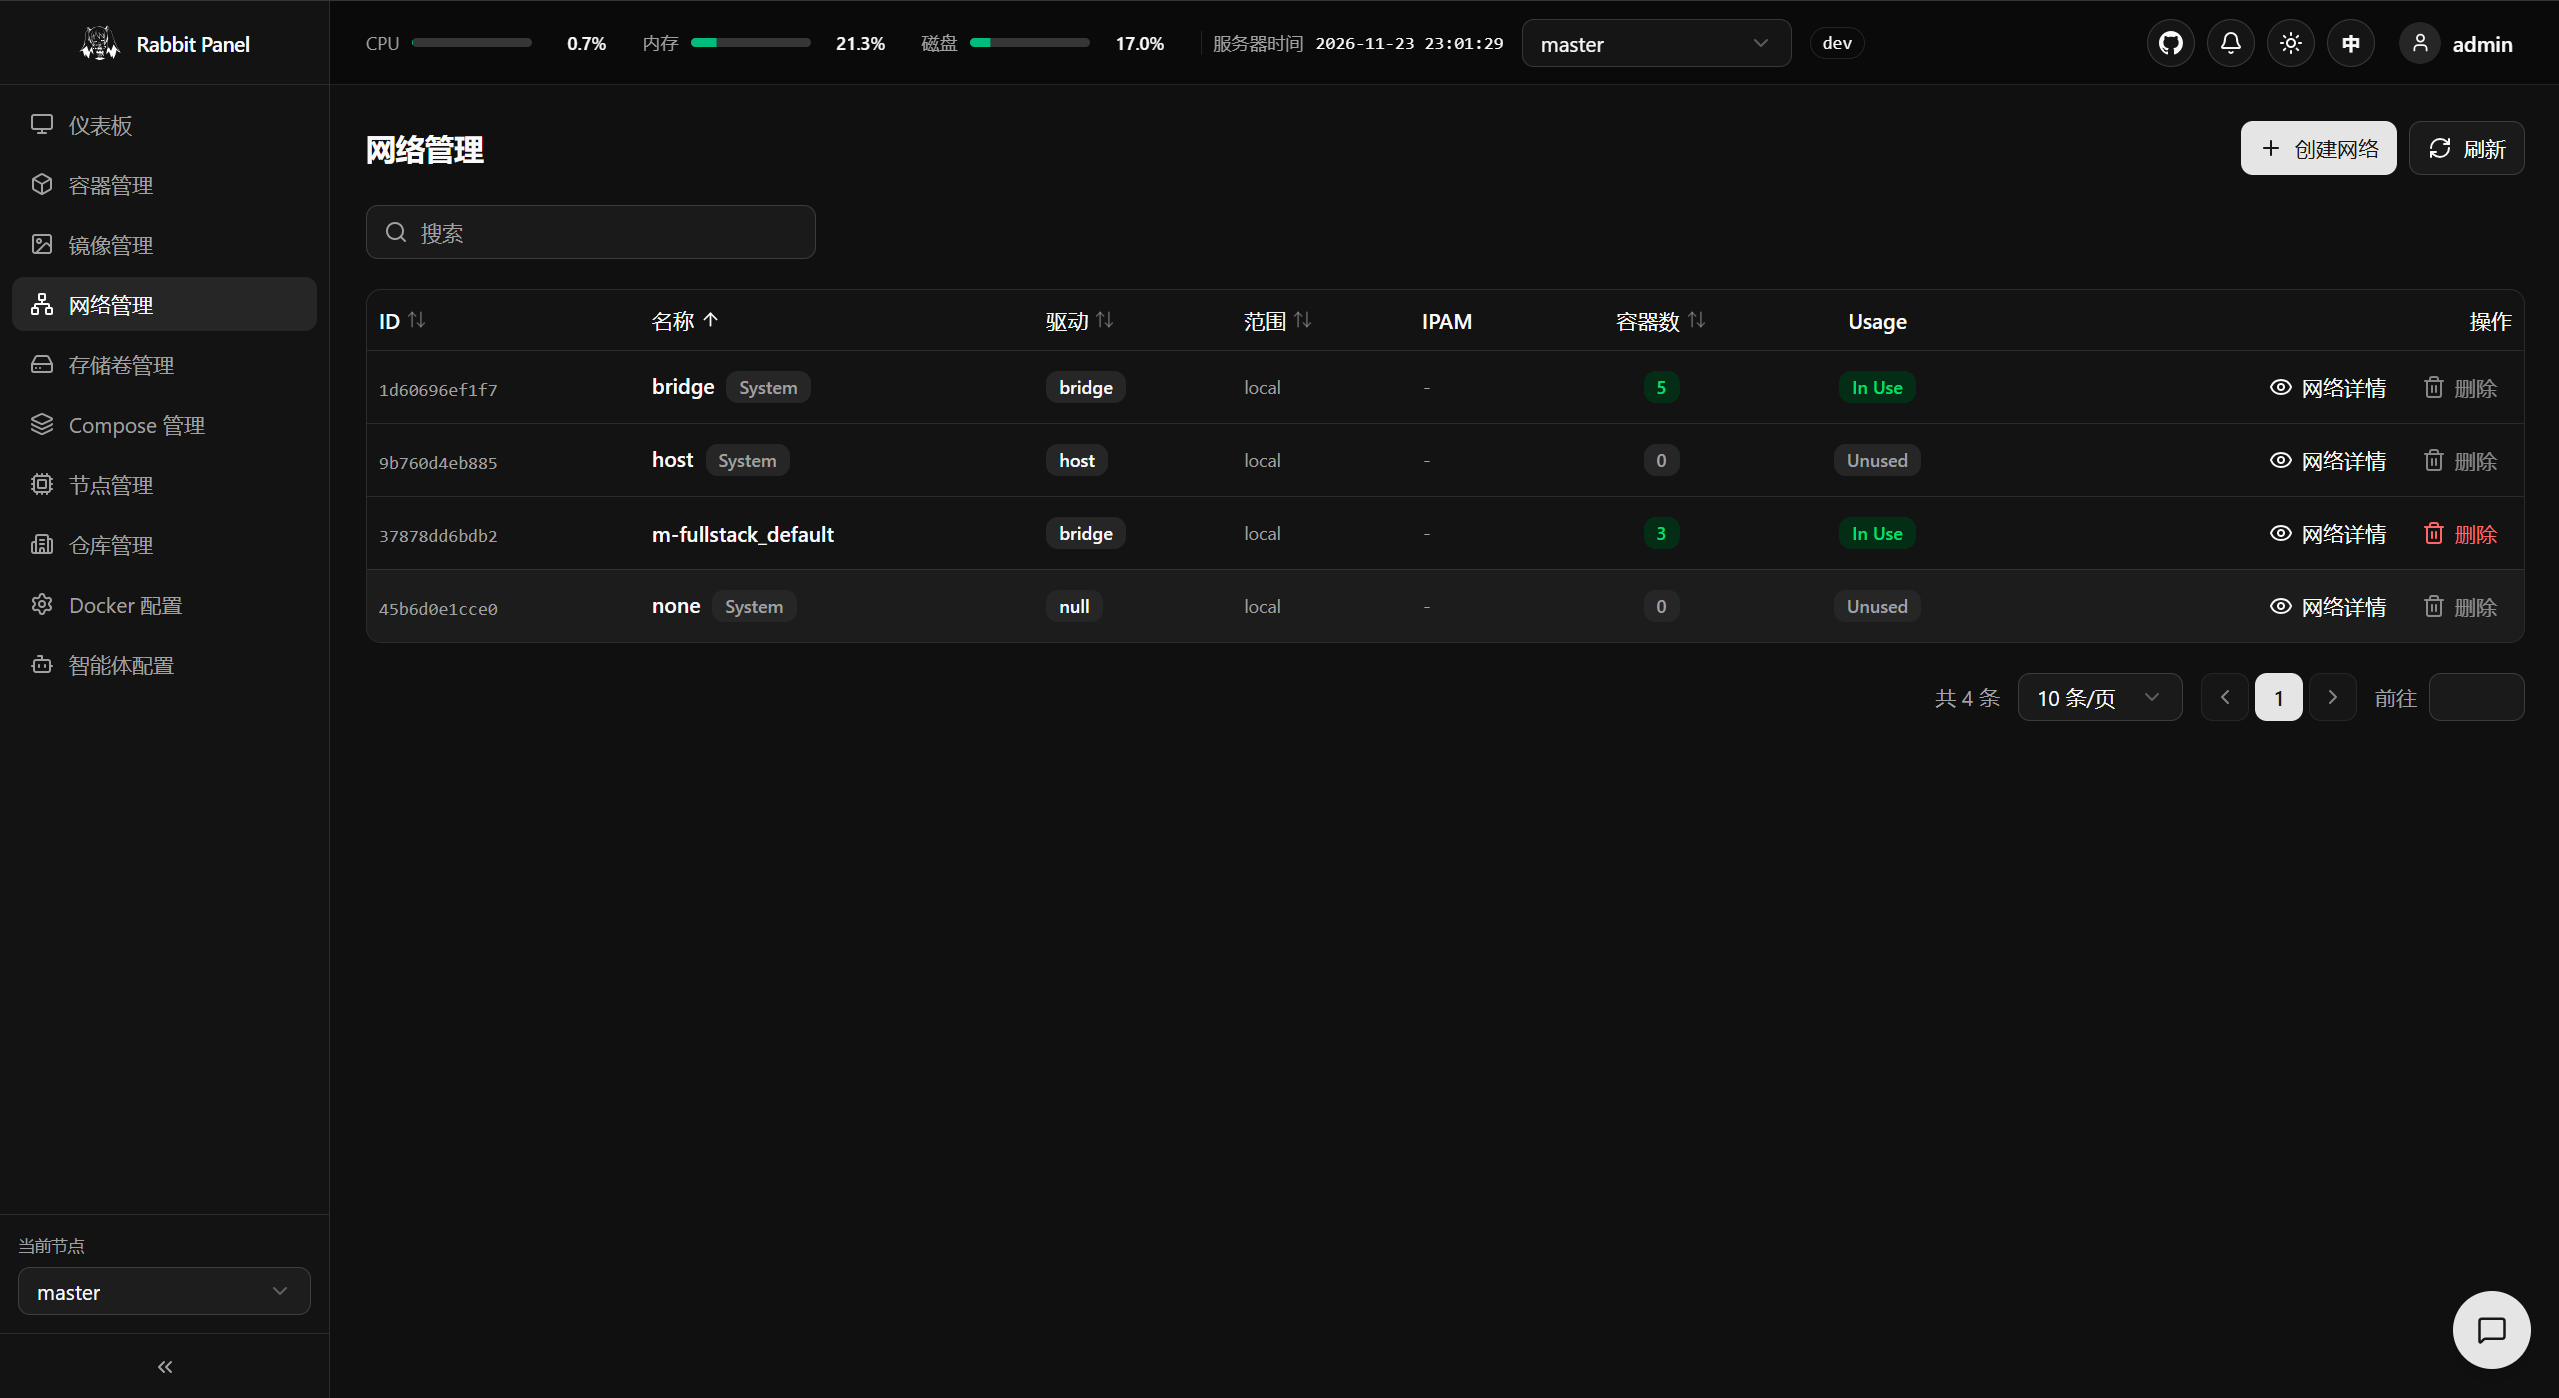 Rabbit Panel
CPU 0.7% 内存 21.3% 磁盘 17.0% 服务器时间 2026-11-23 23:01:29 master dev 中 admin
仪表板
容器管理
镜像管理
网络管理
存储卷管理
Compose 管理
节点管理
仓库管理
Docker 配置
智能体配置
当前节点
master
网络管理
创建网络 刷新
搜索
ID 名称 驱动 范围 IPAM 容器数 Usage 操作
1d60696ef1f7 bridge System bridge local - 5 In Use 网络详情 删除
9b760d4eb885 host System host local - 0 Unused 网络详情 删除
37878dd6bdb2 m-fullstack_default bridge local - 3 In Use 网络详情 删除
45b6d0e1cce0 none System null local - 0 Unused 网络详情 删除
共 4 条 10 条/页 1 前往